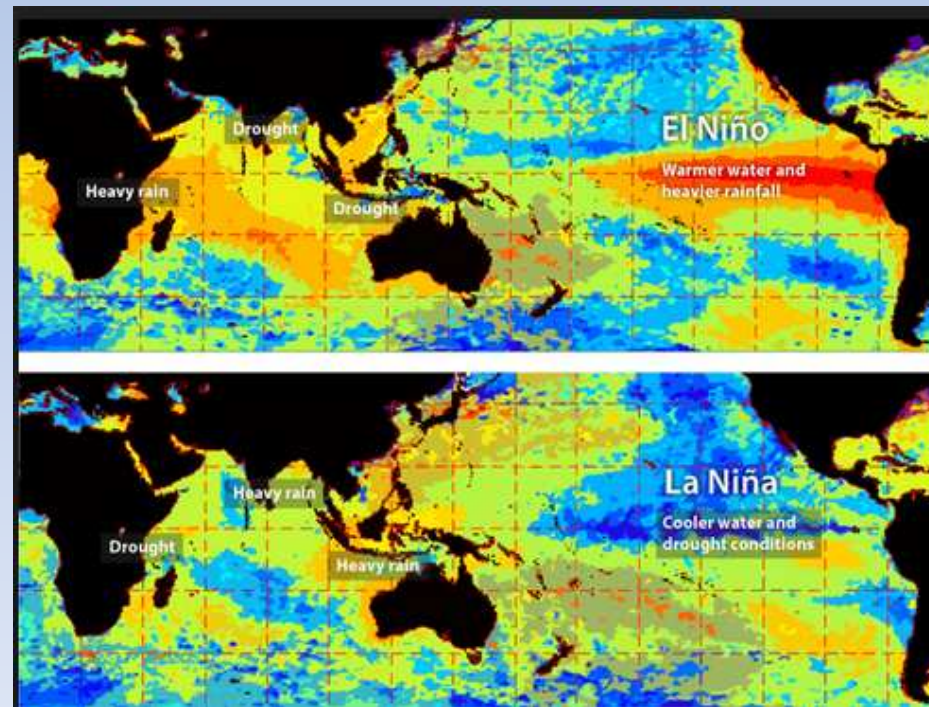 Drought
El Niño
Heavy rain
Warmer water and
heavier rainfall
Drought
Heavy rain
La Niña
Drought
Cooler water and
drought conditions
Heavy rain